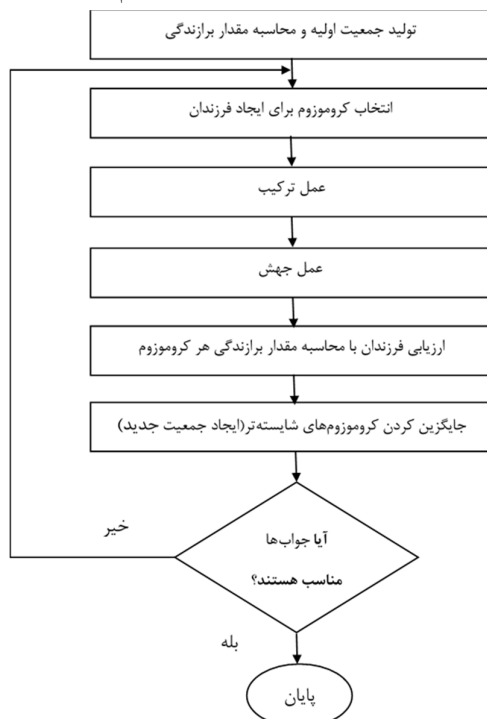 تولید جمعیت اولیه و محاسبه مقدار برازندگی
انتخاب کروموزوم برای ایجاد فرزندان
عمل ترکیب
عمل جهش
ارزیابی فرزندان با محاسبه مقدار برازندگی هر کروموزوم
جایگزین کردن کروموزوم‌های شایسته‌تر(ایجاد جمعیت جدید)
خیر
آیا جواب‌ها
مناسب هستند؟
بله
پایان